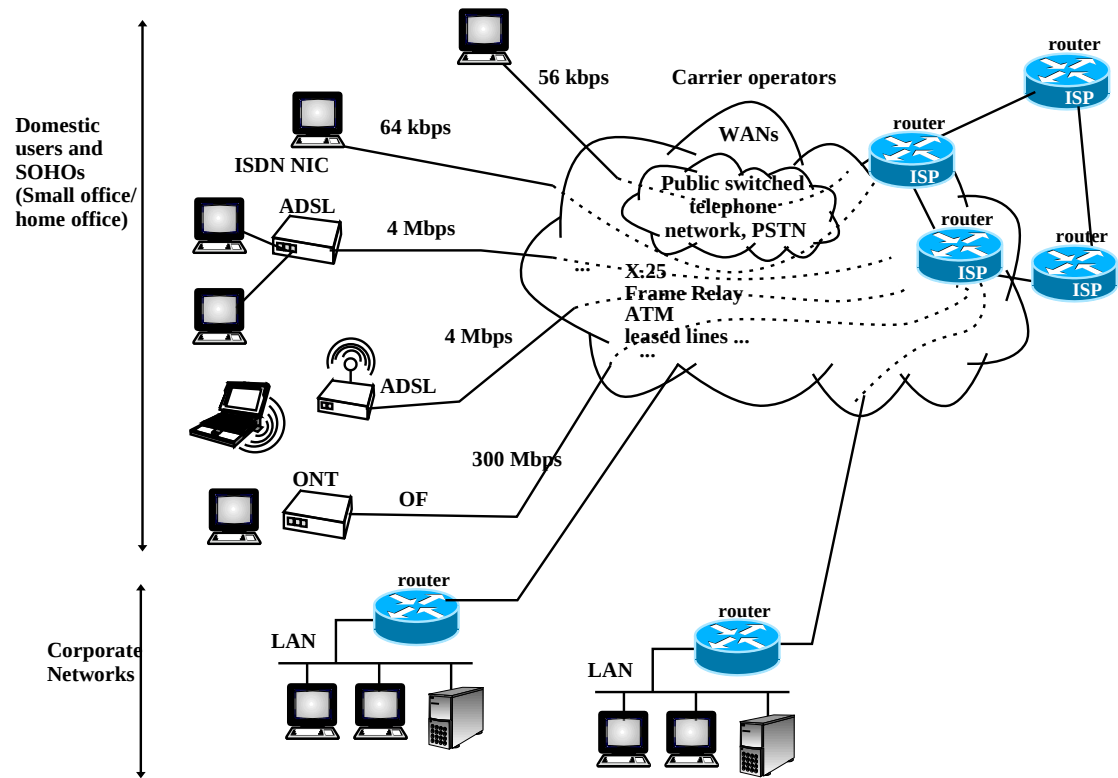 56 kbps
Carrier operators
router
ISP
64 kbps
WANs
router
ISP
Domestic
users and
SOHOs
(Small office/
home office)
ISDN NIC
Public switched
telephone
network, PSTN
ADSL
4 Mbps
router
ISP
router
ISP
...
X.25
Frame Relay
ATM
leased lines ...
...
4 Mbps
ADSL
300 Mbps
ONT
OF
router
LAN
Corporate
Networks
router
LAN